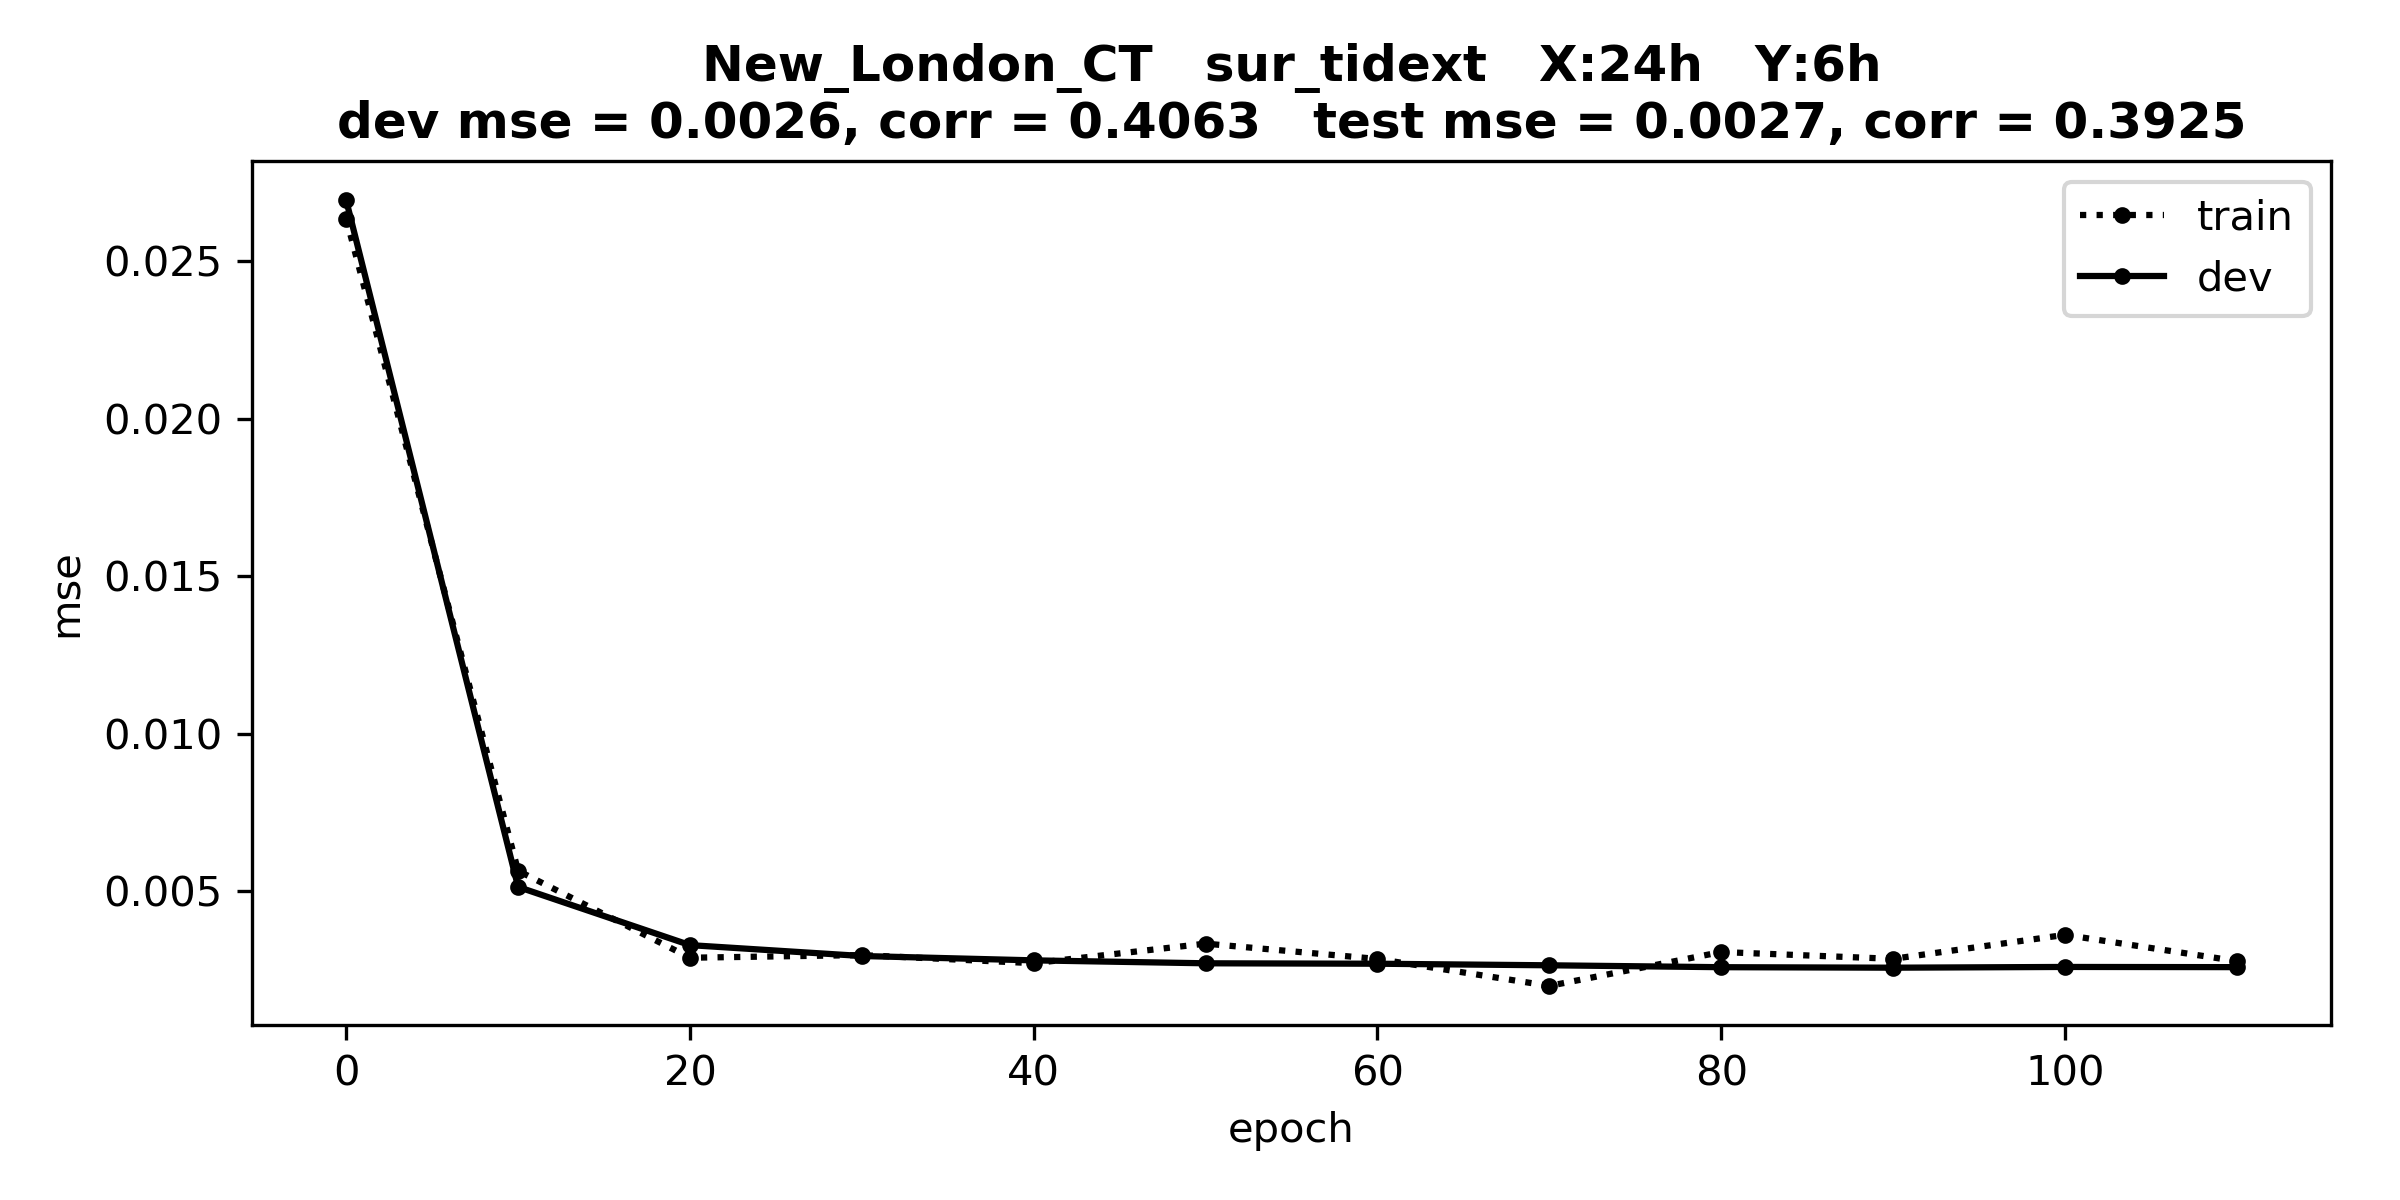 New_London_CT   sur_tidext   X:24h   Y:6h
dev mse = 0.0026, corr = 0.4063   test mse = 0.0027, corr = 0.3925
train
dev
0.025
0.020
0.015
0.010
0.005
mse
0 20 40 60 80 100
epoch